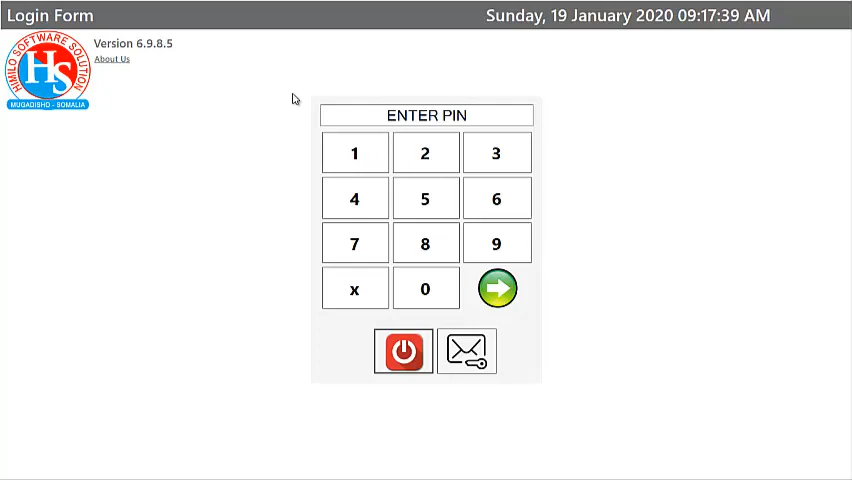 Login Form
Sunday, 19 January 2020 09:17:39 AM
HIMILO SOFTWARE SOLUTION
HS
MUGADISHO - SOMALIA
Version 6.9.8.5
About Us
ENTER PIN
1 2 3
4 5 6
7 8 9
x 0